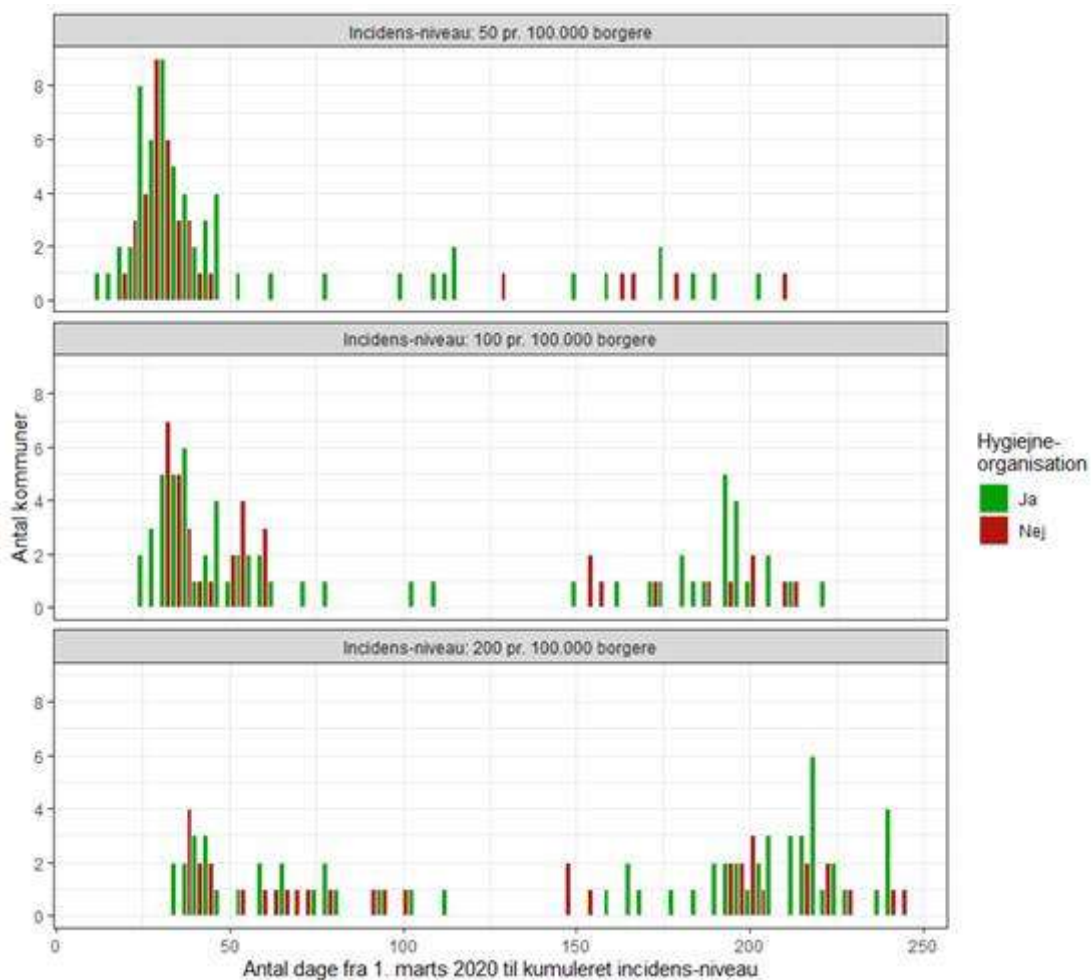 Incidens-niveau: 50 pr. 100.000 borgere
8
6
4
2
0
Incidens-niveau: 100 pr. 100.000 borgere
8
6
4
2
0
Antal kommuner
Hygiejne-
organisation
Ja
Nej
Incidens-niveau: 200 pr. 100.000 borgere
8
6
4
2
0
0 50 100 150 200 250
Antal dage fra 1. marts 2020 til kumuleret incidens-niveau